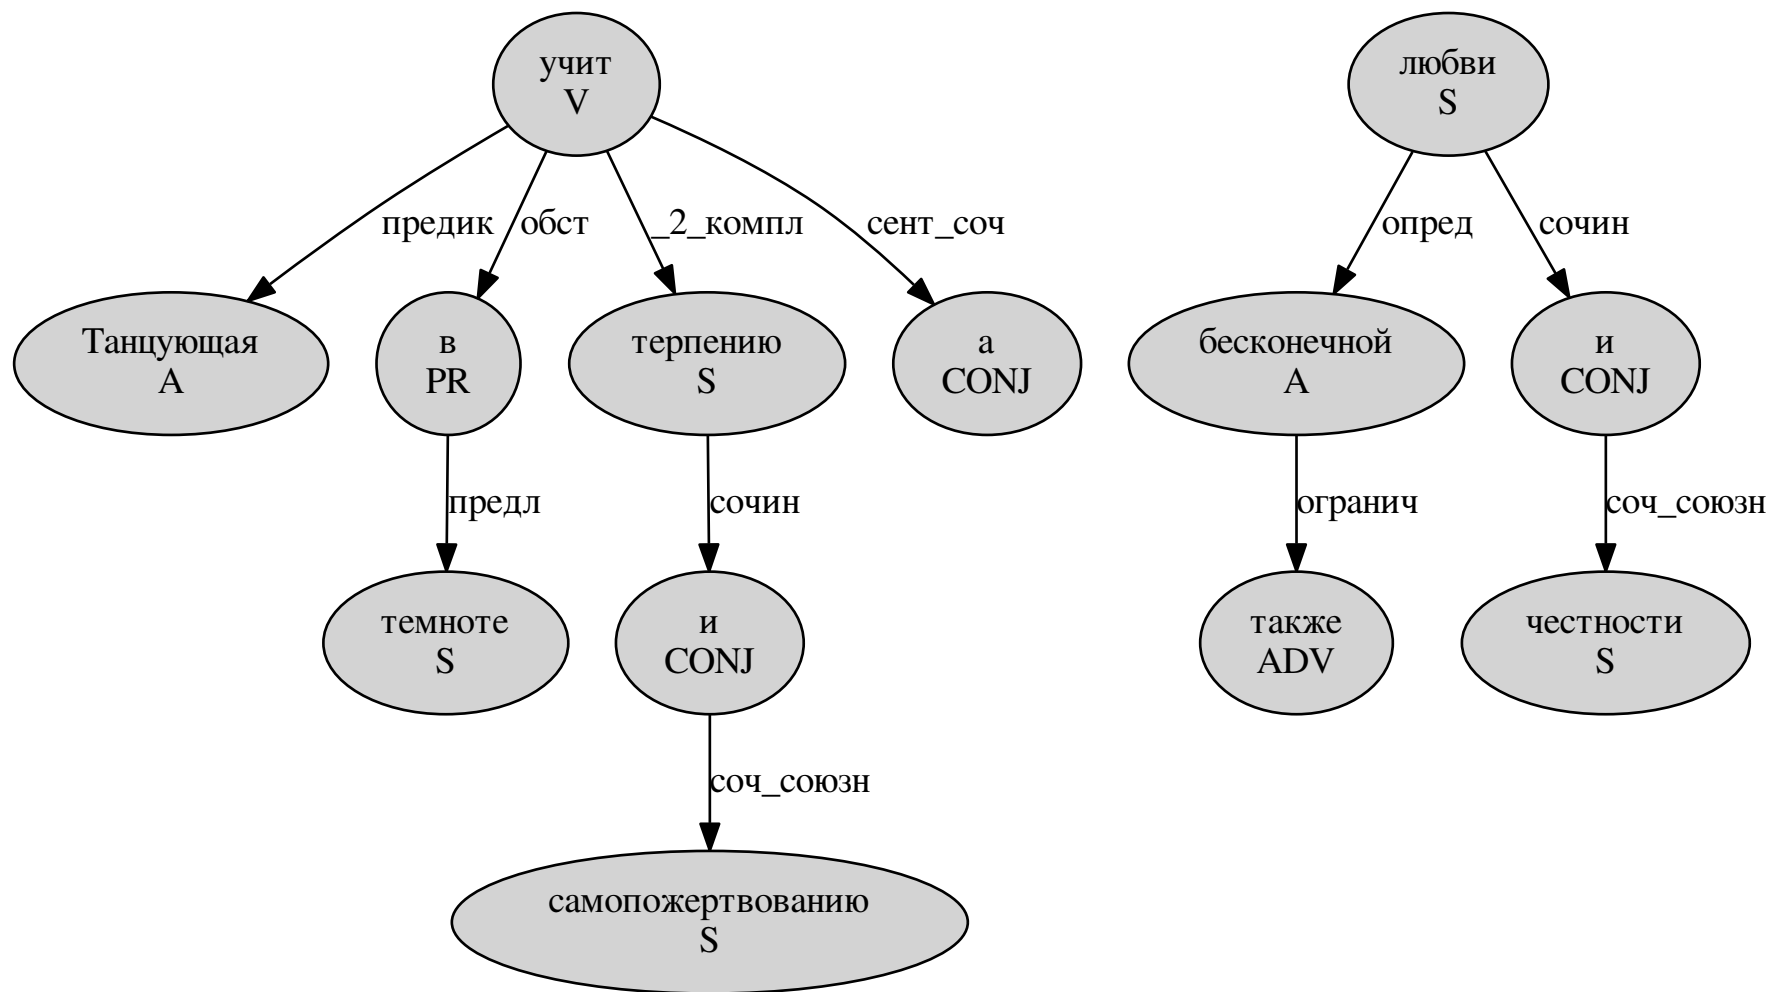 учит
V
любви
S
предик
обст
_2_компл
сент_соч
опред
сочин
Танцующая
A
в
PR
терпению
S
а
CONJ
бесконечной
A
и
CONJ
предл
сочин
огранич
соч_союзн
темноте
S
и
CONJ
также
ADV
честности
S
соч_союзн
самопожертвованию
S